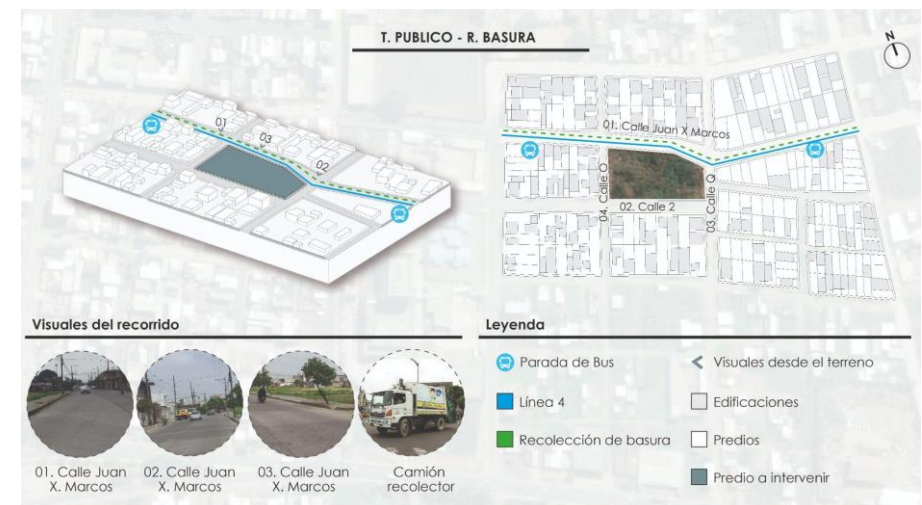 T. PUBLICO - R. BASURA
N
01
03
02
01. Calle Juan X Marcos
04. Calle O
02. Calle 2
03. Calle Q
Visuales del recorrido
01. Calle Juan
X. Marcos
02. Calle Juan
X. Marcos
03. Calle Juan
X. Marcos
Camión
recolector
Leyenda
Parada de Bus
Línea 4
Recolección de basura
Visuales desde el terreno
Edificaciones
Predios
Predio a intervenir